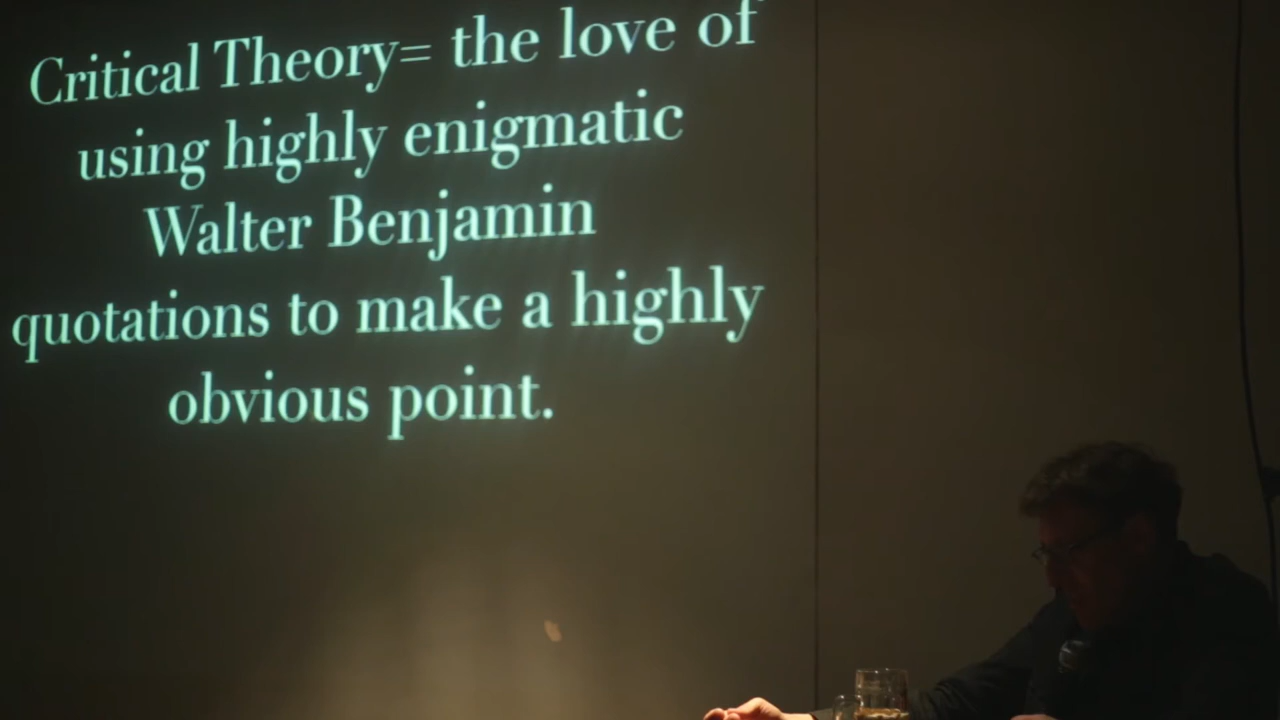 Critical Theory= the love of
using highly enigmatic
Walter Benjamin
quotations to make a highly
obvious point.